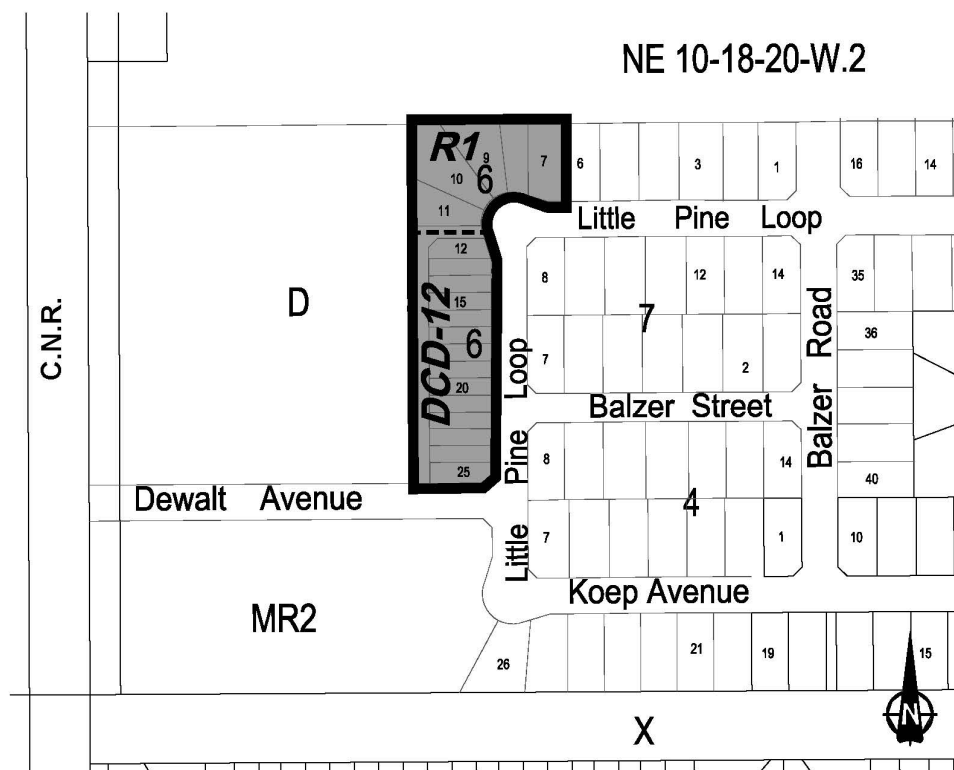 NE 10-18-20-W.2
R1
9
7
6
3
1
16
14
10
6
11
Little Pine Loop
12
8
12
14
35
D
15
7
36
C.N.R.
DCD-12
6
Loop
7
2
Balzer Road
20
Balzer Street
Little Pine
8
14
40
25
Dewalt Avenue
4
7
1
10
Koep Avenue
MR2
26
21
19
15
N
X